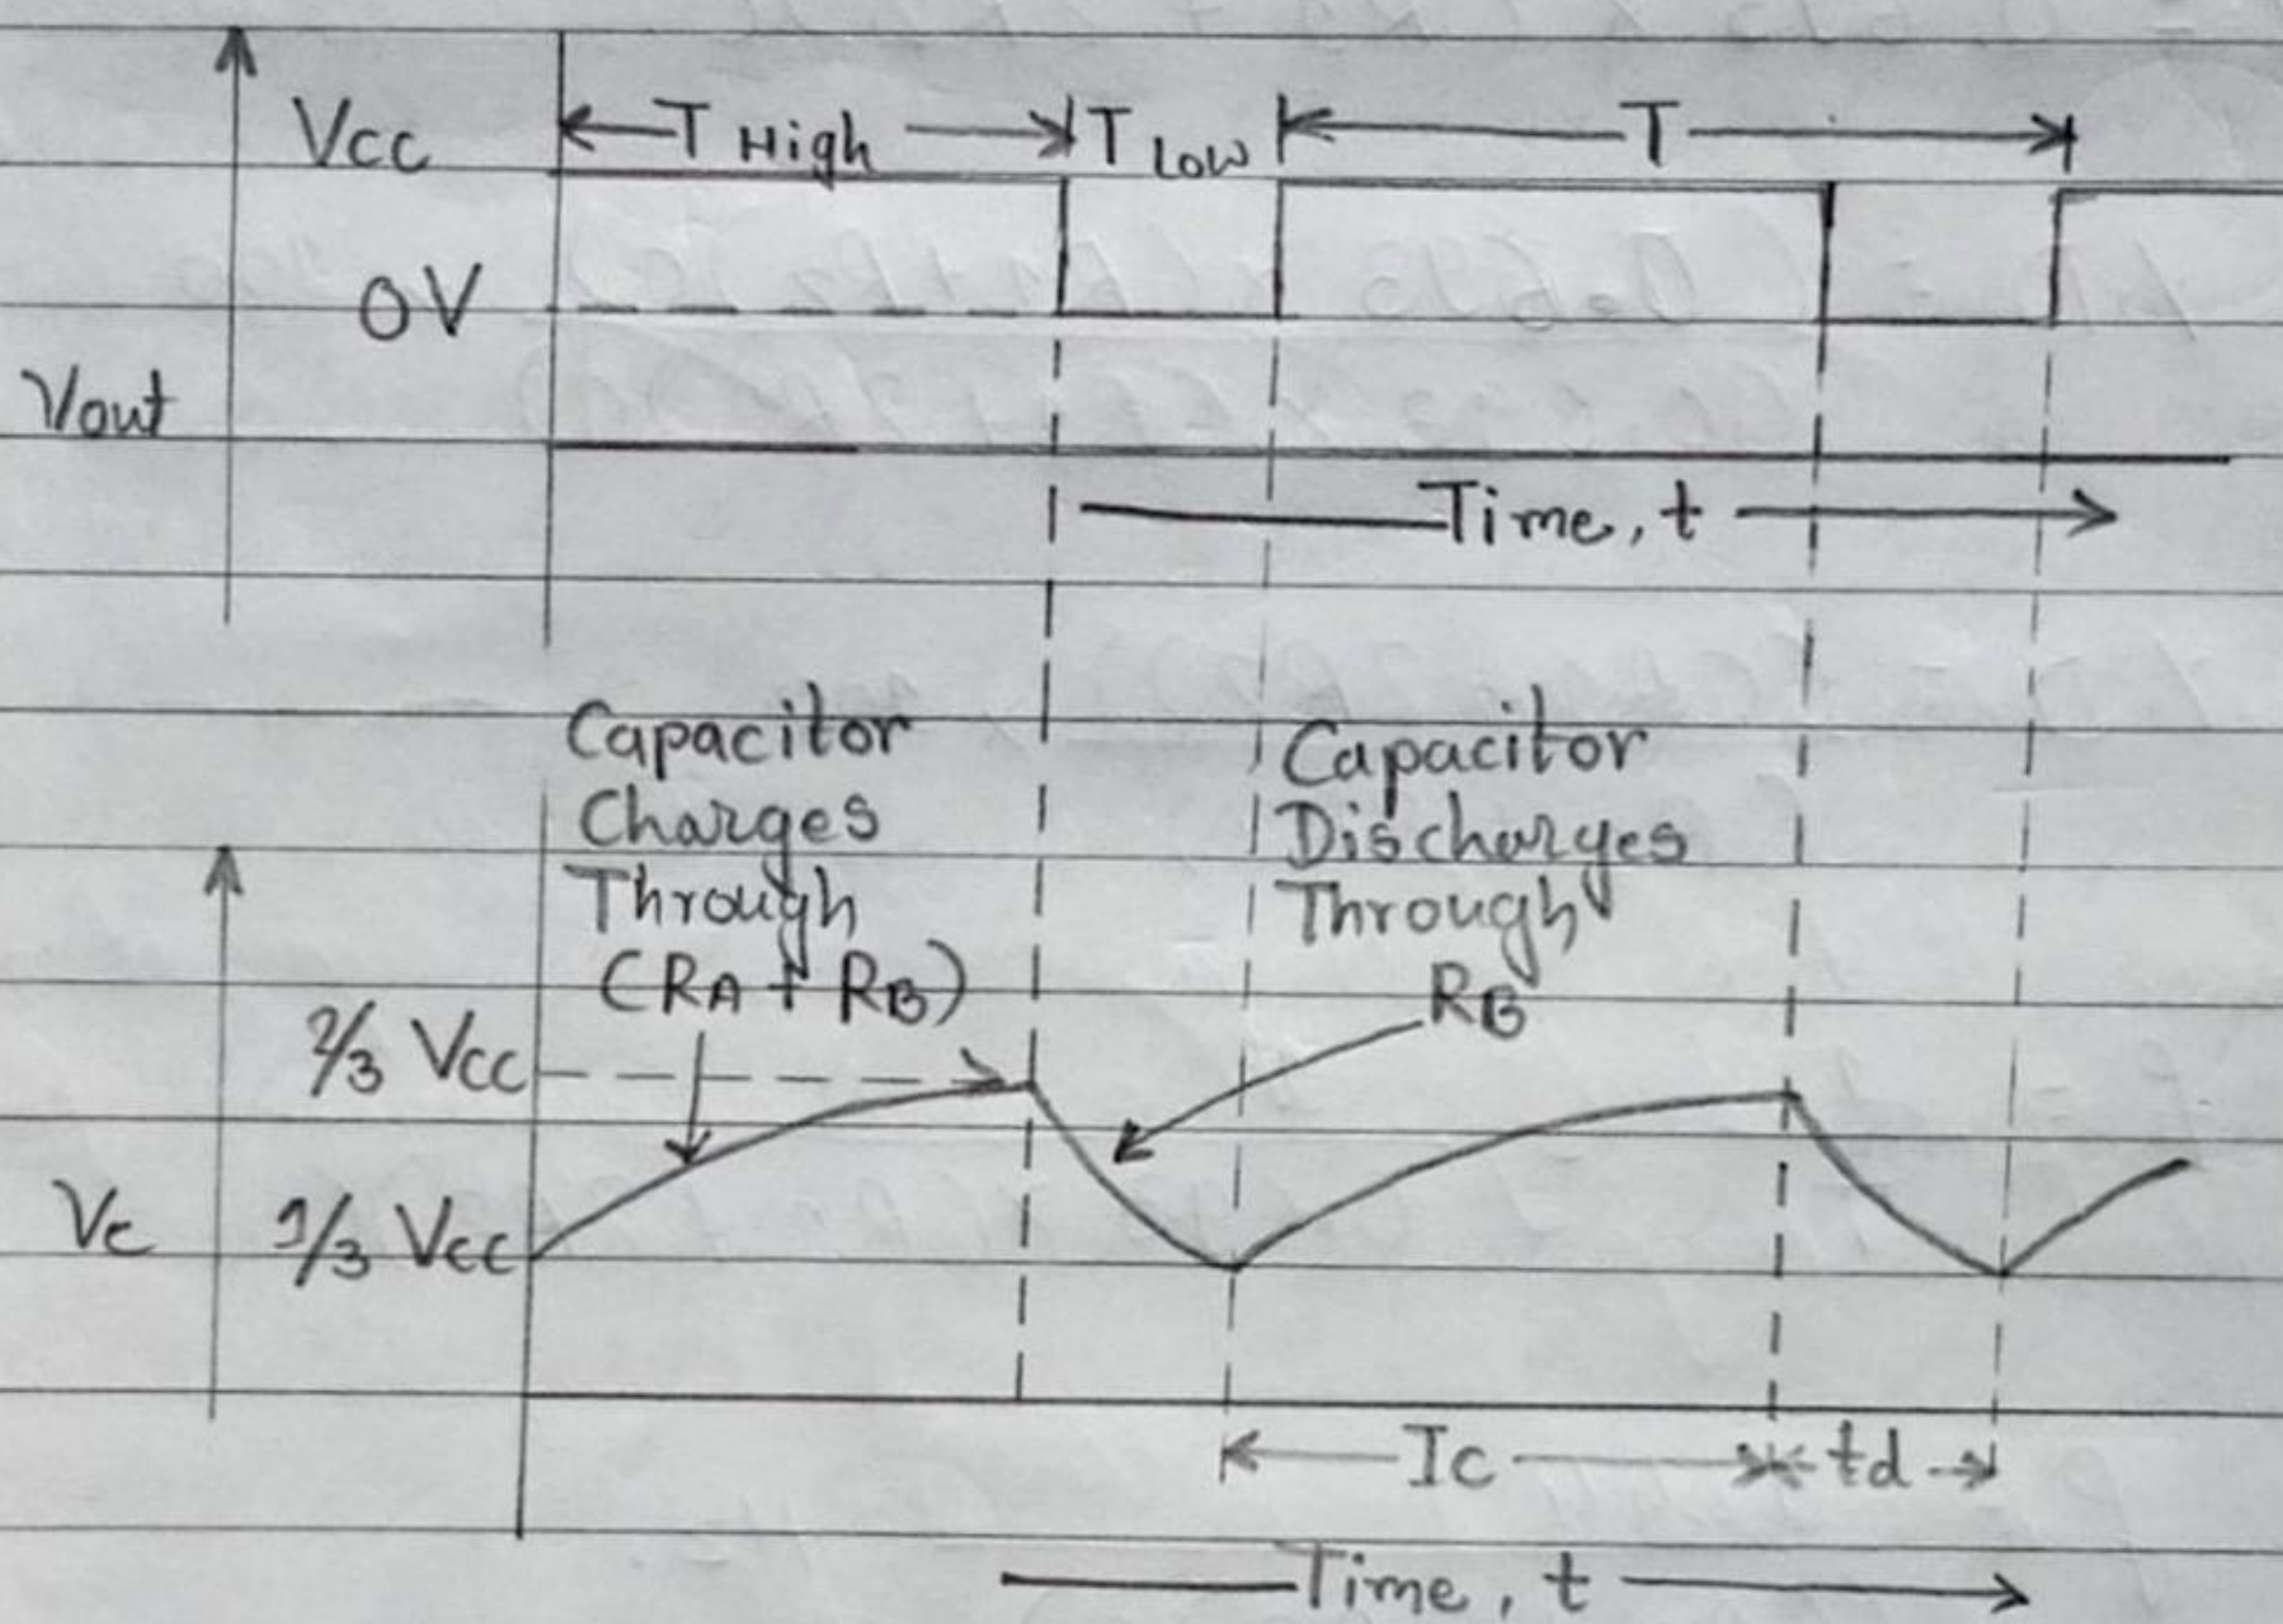 Vcc
T High
T Low
T
0V
Vout
Time, t
Capacitor
Charges
Through
(RA + RB)
Capacitor
Discharges
Through
RB
2/3 Vcc
Vc
1/3 Vcc
Ic
td
Time, t